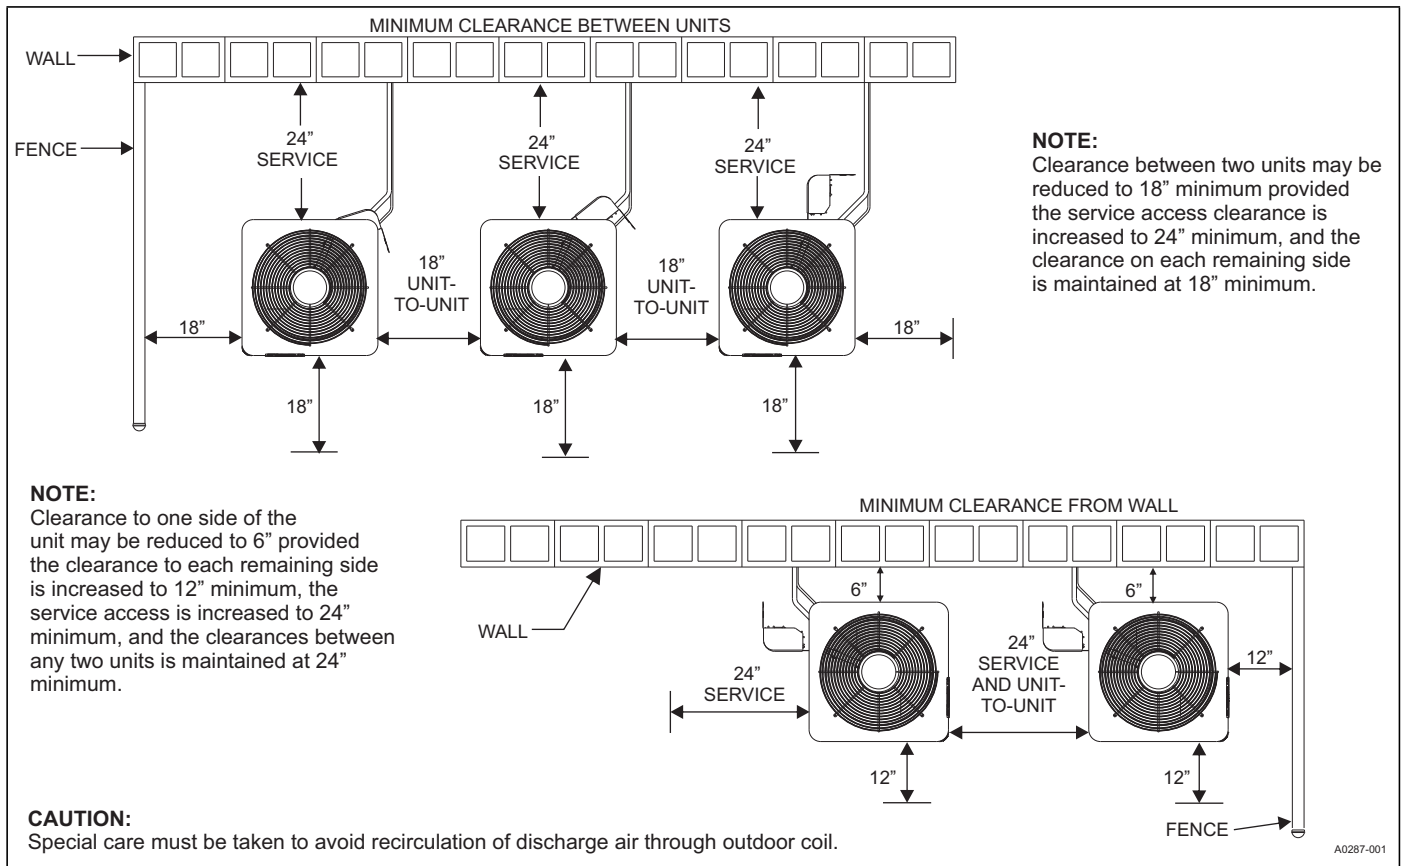 MINIMUM CLEARANCE BETWEEN UNITS
WALL
FENCE
24”
SERVICE
24”
SERVICE
24”
SERVICE
18”
UNIT-
TO-UNIT
18”
UNIT-
TO-UNIT
18”
18”
18”
18”
18”
NOTE:
Clearance between two units may be
reduced to 18” minimum provided
the service access clearance is
increased to 24” minimum, and the
clearance on each remaining side
is maintained at 18” minimum.
NOTE:
Clearance to one side of the
unit may be reduced to 6” provided
the clearance to each remaining side
is increased to 12” minimum, the
service access is increased to 24”
minimum, and the clearances between
any two units is maintained at 24”
minimum.
MINIMUM CLEARANCE FROM WALL
WALL
6”
6”
24”
SERVICE
24”
SERVICE
AND UNIT-
TO-UNIT
12”
12”
12”
FENCE
CAUTION:
Special care must be taken to avoid recirculation of discharge air through outdoor coil.
A0287-001